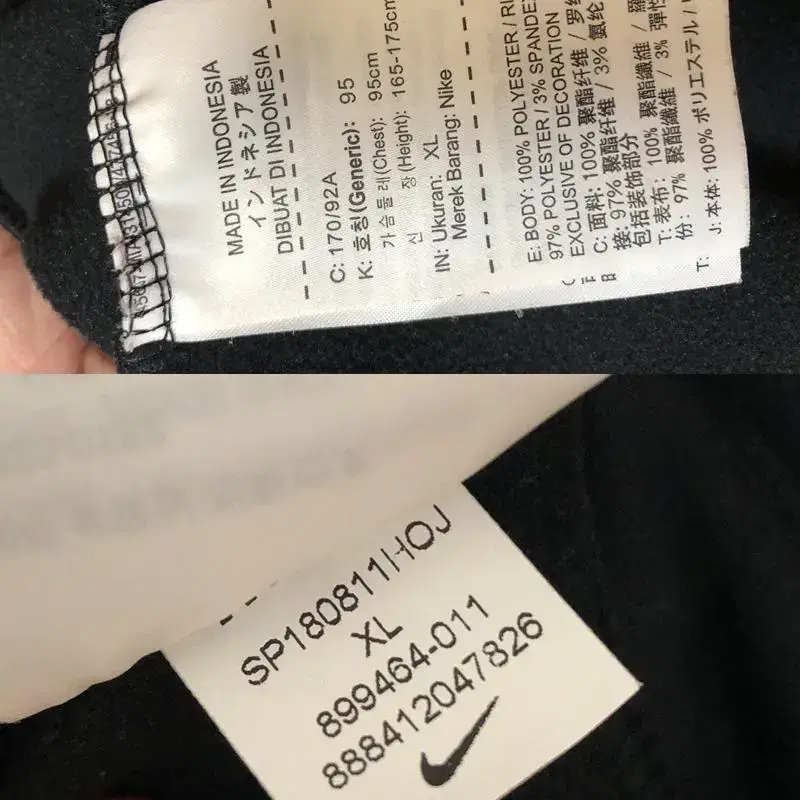 MADE IN INDONESIA
インドネシア製
DIBUAT DI INDONESIA
C: 170/92A
K: 호칭(Generic): 95
가슴둘레(Chest): 95cm
신 장(Height): 165-175cm
IN: Ukuran: XL
Merek Barang: Nike
E: BODY: 100% POLYESTER/
97% POLYESTER/3% SPANDEX
EXCLUSIVE OF DECORATION
C: 面料: 100% 聚酯纤维/
接: 97% 聚酯纤维/3% 氨纶
包括装饰部分
T: 表布: 100% 聚酯纖維/
份: 97% 聚酯纖維/3%
J: 本体: 100% ポリエステル/
T:
SP180811/HOJ
XL
899464-011
888412047826